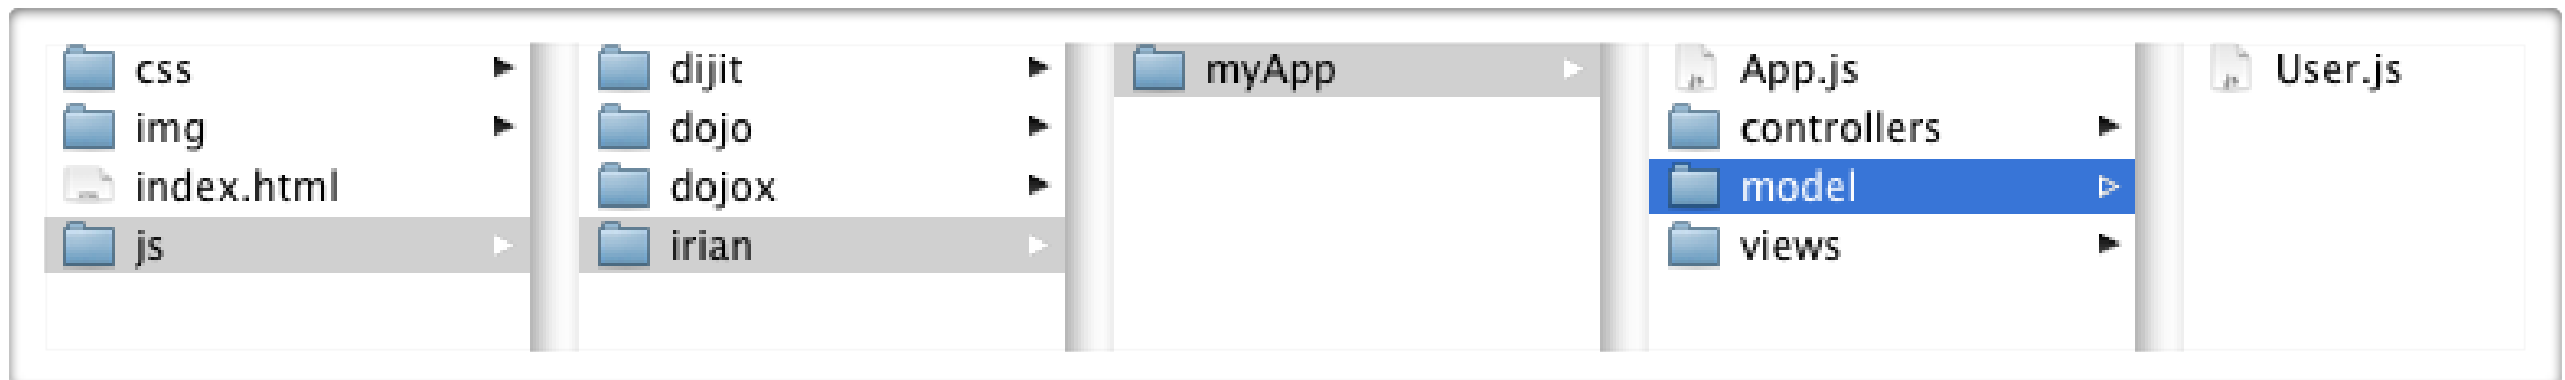 css
img
index.html
js
dijit
dojo
dojox
irian
myApp
App.js
controllers
model
views
User.js